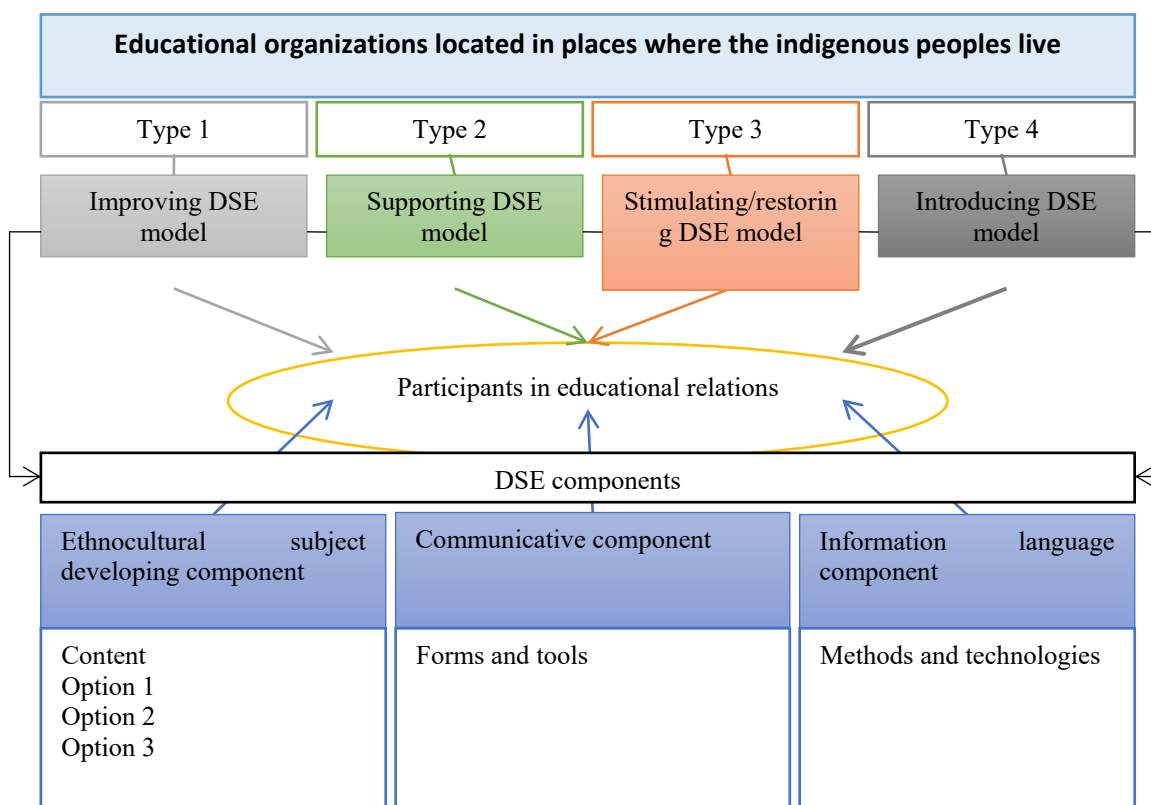 Educational organizations located in places where the indigenous peoples live
Type 1
Type 2
Type 3
Type 4
Improving DSE
model
Supporting DSE
model
Stimulating/restorin
g DSE model
Introducing DSE
model
Participants in educational relations
DSE components
Ethnocultural subject
developing component
Communicative component
Information language
component
Content
Option 1
Option 2
Option 3
Forms and tools
Methods and technologies